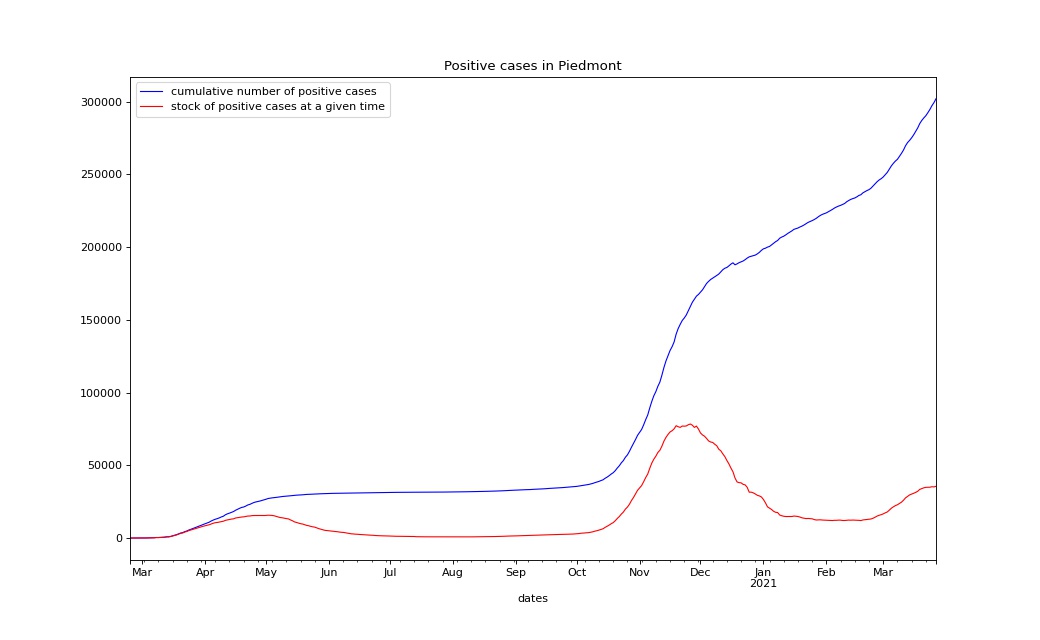 Positive cases in Piedmont
cumulative number of positive cases
stock of positive cases at a given time
300000
250000
200000
150000
100000
50000
0
Mar Apr May Jun Jul Aug Sep Oct Nov Dec Jan Feb Mar
2021
dates